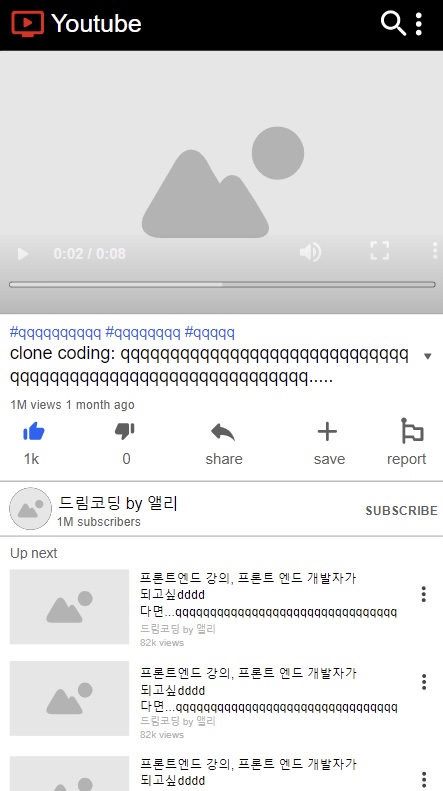 Youtube
0:02 / 0:08
#qqqqqqqqqq #qqqqqqqq #qqqqq
clone coding: qqqqqqqqqqqqqqqqqqqqqqqqqqqqq
qqqqqqqqqqqqqqqqqqqqqqqqqqqqqq.....
1M views 1 month ago
1k
0
share
save
report
드림코딩 by 앨리
1M subscribers
SUBSCRIBE
Up next
프론트엔드 강의, 프론트 엔드 개발자가
되고싶dddd
다면...qqqqqqqqqqqqqqqqqqqqqqqqqqqqqqqq
드림코딩 by 앨리
82k views
프론트엔드 강의, 프론트 엔드 개발자가
되고싶dddd
다면...qqqqqqqqqqqqqqqqqqqqqqqqqqqqqqqq
드림코딩 by 앨리
82k views
프론트엔드 강의, 프론트 엔드 개발자가
되고싶dddd